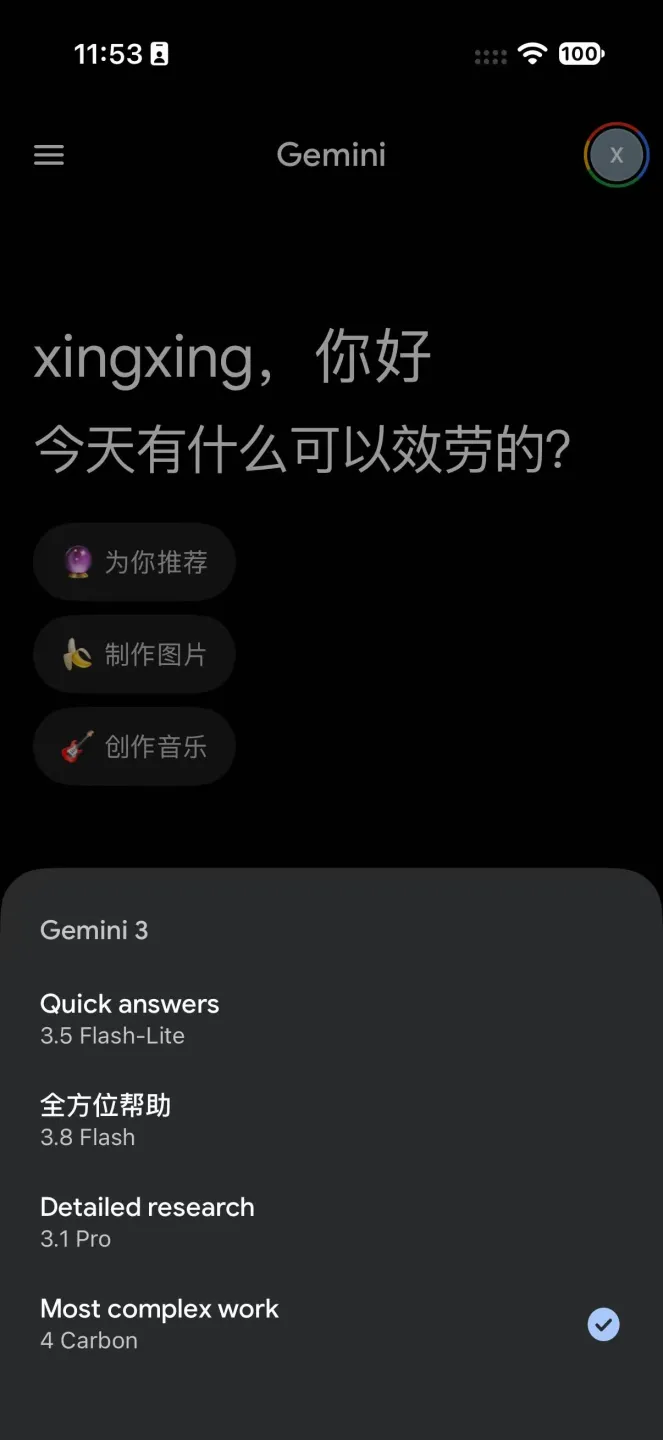 11:53
100
Gemini
X
xingxing，你好
今天有什么可以效劳的?
为你推荐
制作图片
创作音乐
Gemini 3
Quick answers
3.5 Flash-Lite
全方位帮助
3.8 Flash
Detailed research
3.1 Pro
Most complex work
4 Carbon